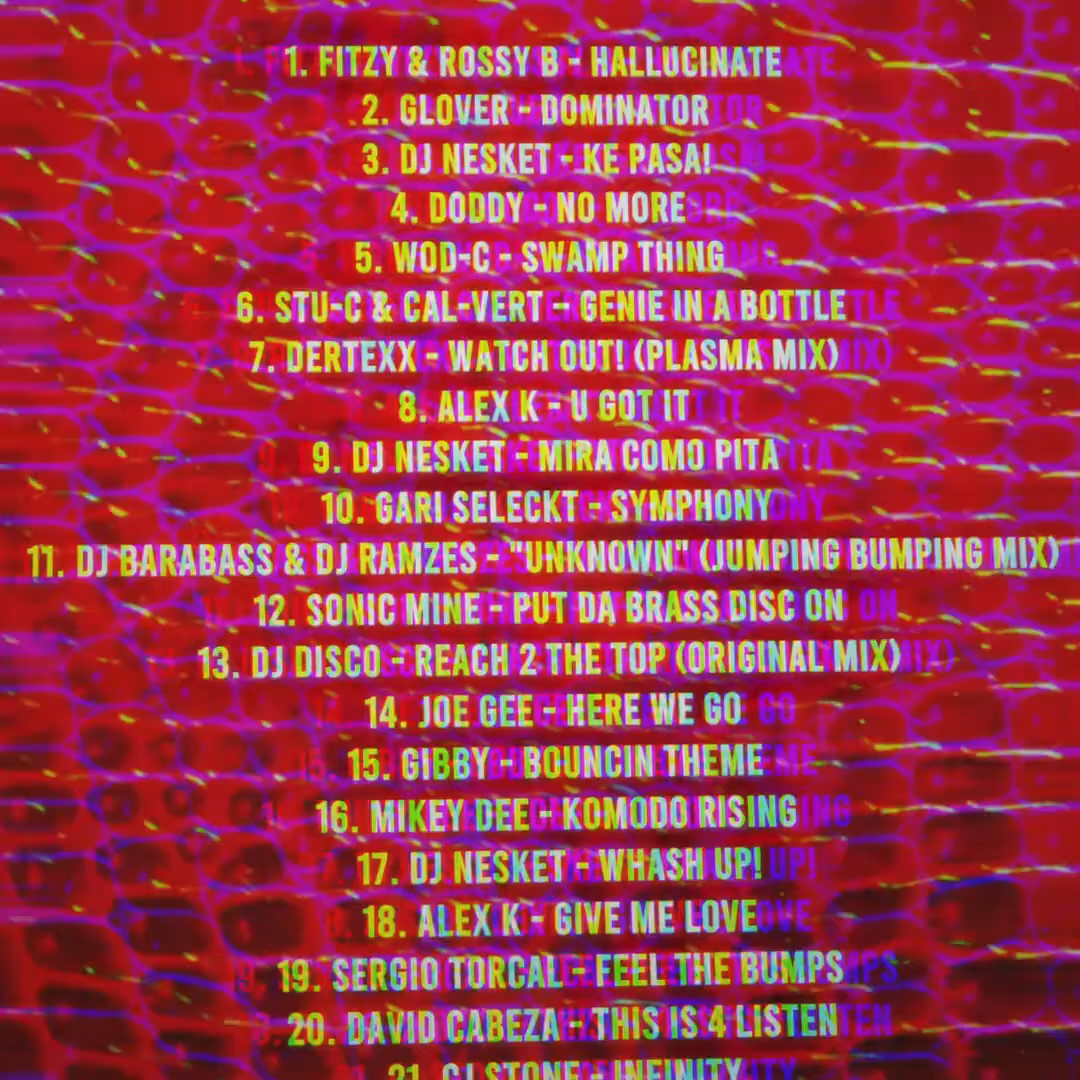 1. FITZY & ROSSY B - HALLUCINATE
2. GLOVER - DOMINATOR
3. DJ NESKET - KE PASA!
4. DODDY - NO MORE
5. WOD-C - SWAMP THING
6. STU-C & CAL-VERT - GENIE IN A BOTTLE
7. DERTEXX - WATCH OUT! (PLASMA MIX)
8. ALEX K - U GOT IT
9. DJ NESKET - MIRA COMO PITA
10. GARI SELECKT - SYMPHONY
11. DJ BARABASS & DJ RAMZES - "UNKNOWN" (JUMPING BUMPING MIX)
12. SONIC MINE - PUT DA BRASS DISC ON
13. DJ DISCO - REACH 2 THE TOP (ORIGINAL MIX)
14. JOE GEE - HERE WE GO
15. GIBBY - BOUNCIN THEME
16. MIKEY DEE - KOMODO RISING
17. DJ NESKET - WHASH UP!
18. ALEX K - GIVE ME LOVE
19. SERGIO TORCAL - FEEL THE BUMPS
20. DAVID CABEZA - THIS IS 4 LISTEN
21. CJ STONE - INFINITY